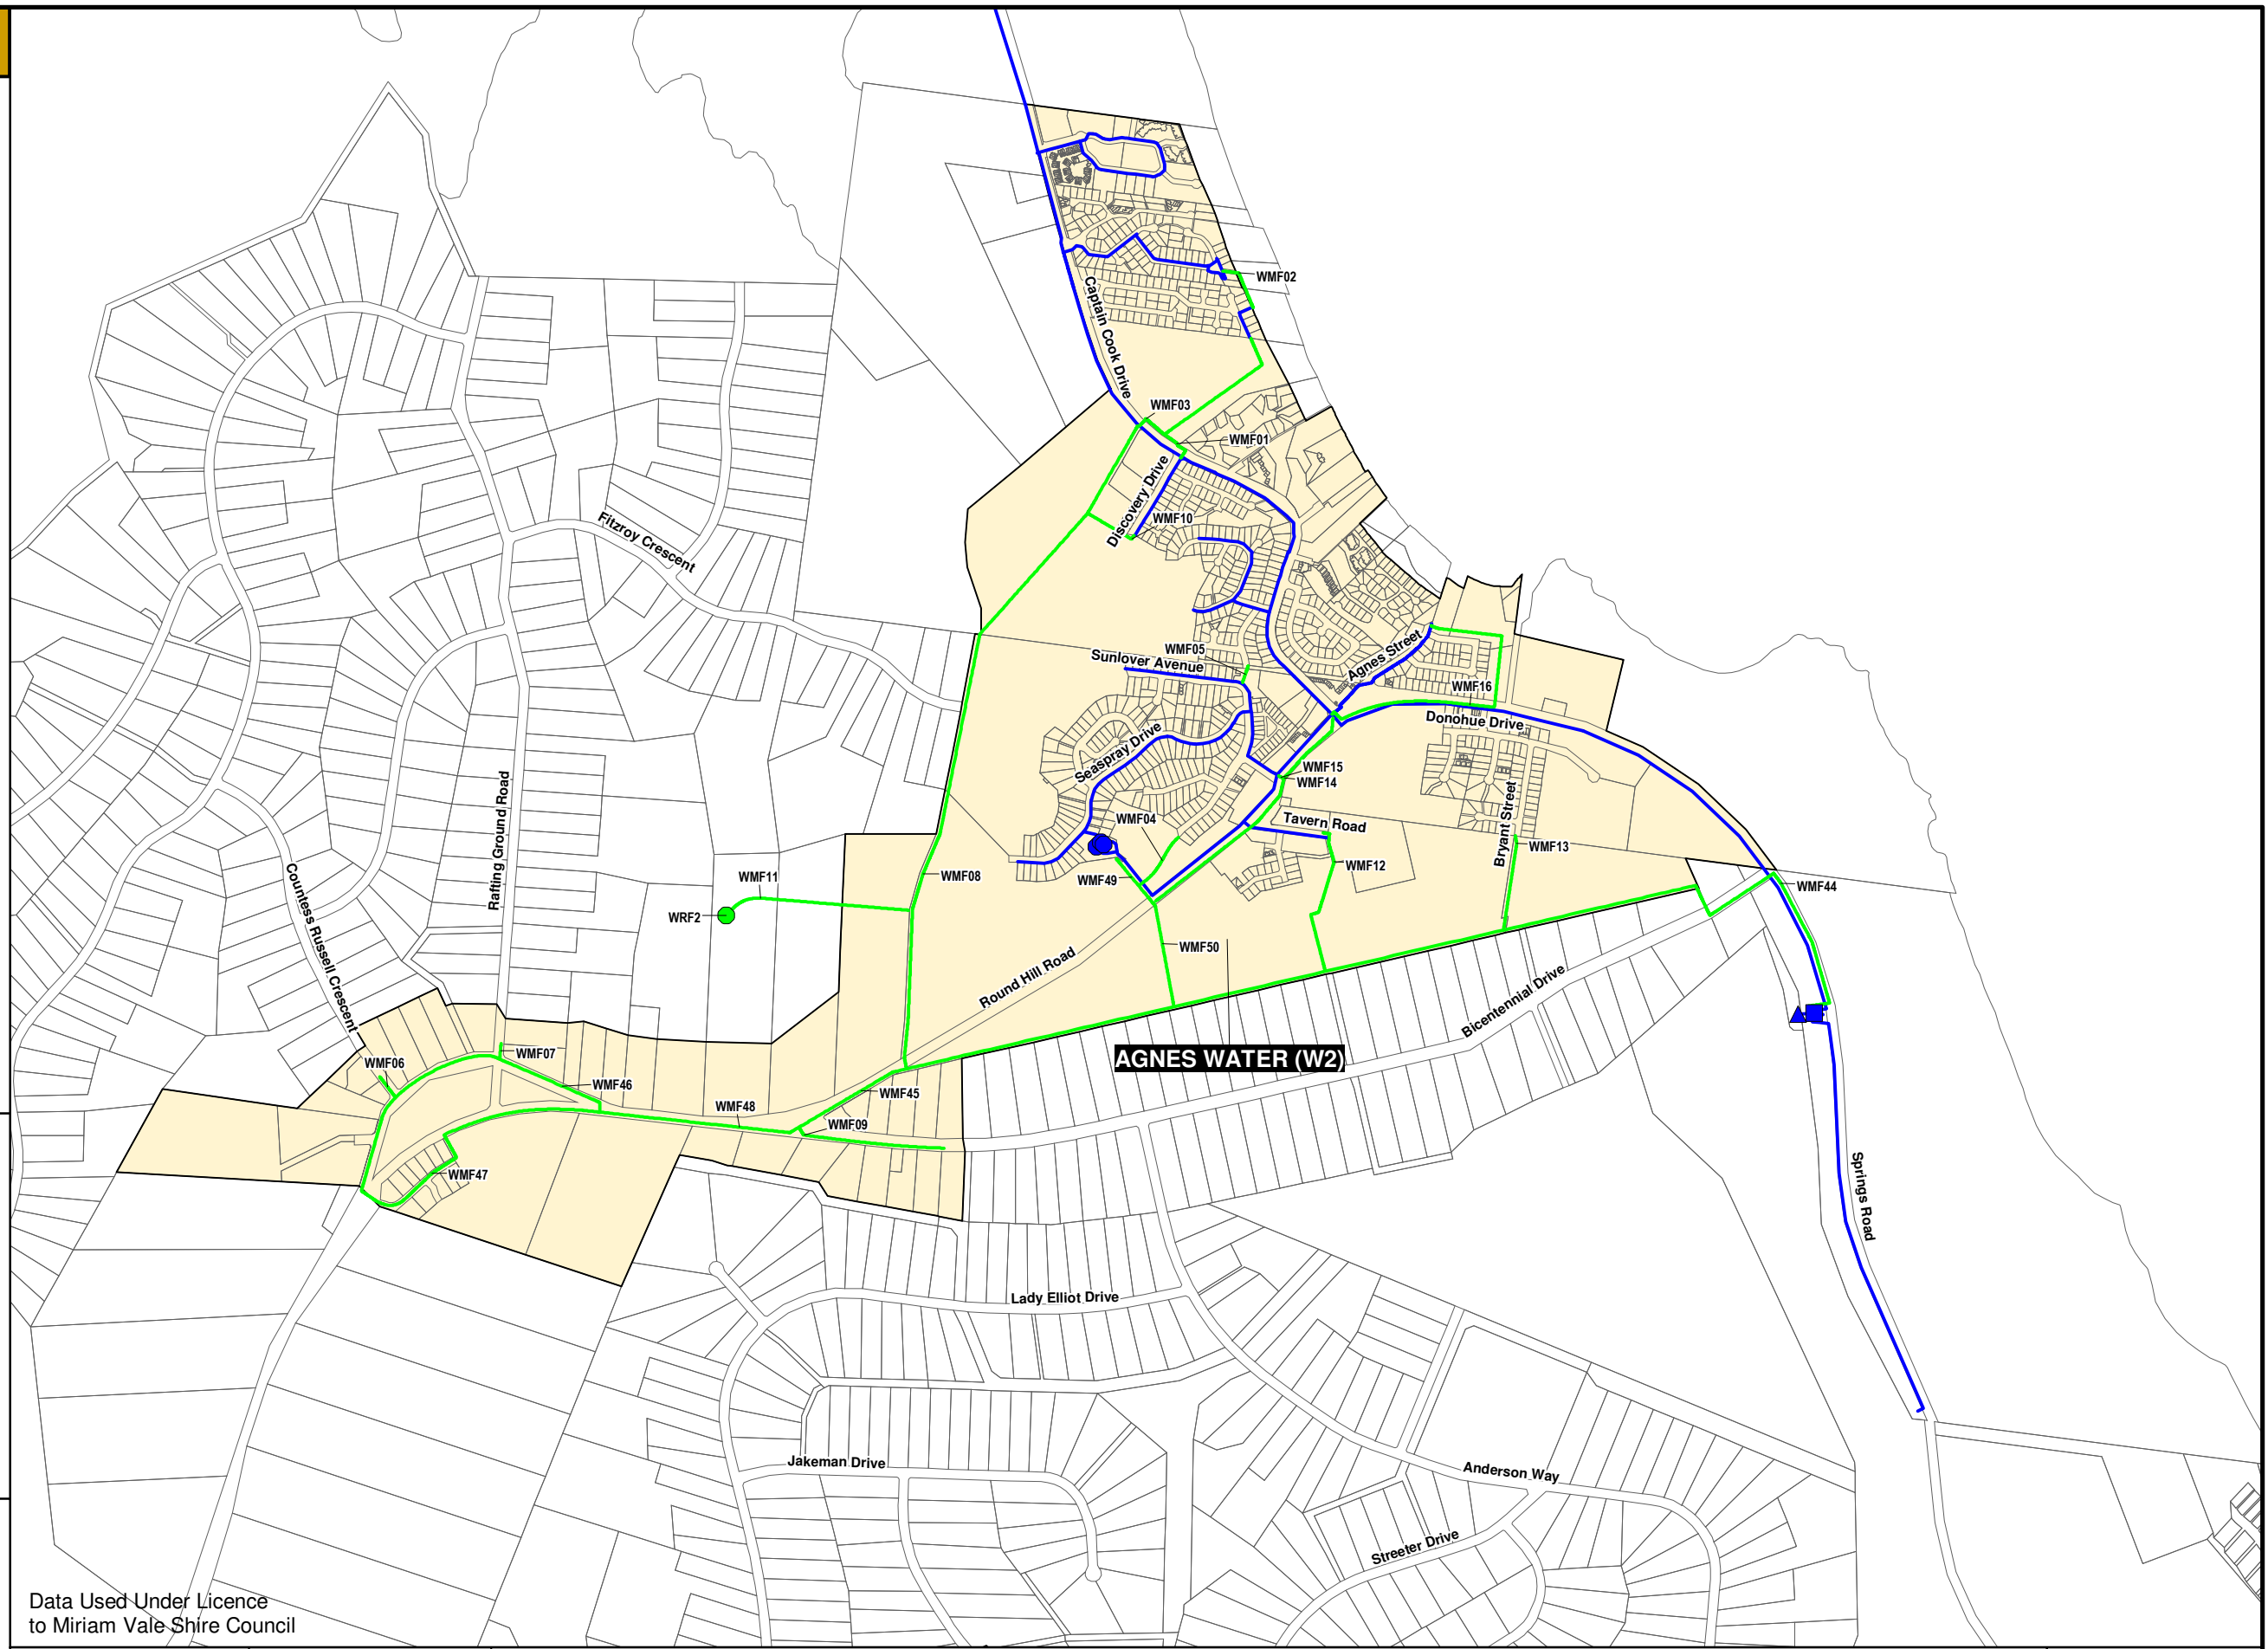 WMF02
Captain Cook Drive
WMF03
WMF01
Discovery Drive
WMF10
Fitzroy Crescent
WMF05
Sunlover Avenue
Agnes Street
WMF16
Donohue Drive
Seaspray Drive
WMF15
WMF14
WMF04
Tavern Road
Bryant Street
WMF13
Rafting Ground Road
WMF12
WMF49
WMF08
WMF11
WMF44
WRF2
Countess Russell Crescent
WMF50
Round Hill Road
Bicentennial Drive
WMF07
WMF06
AGNES WATER (W2)
WMF46
WMF45
WMF48
WMF09
WMF47
Springs Road
Lady Elliot Drive
Jakeman Drive
Anderson Way
Streeter Drive
Data Used Under Licence
to Miriam Vale Shire Council